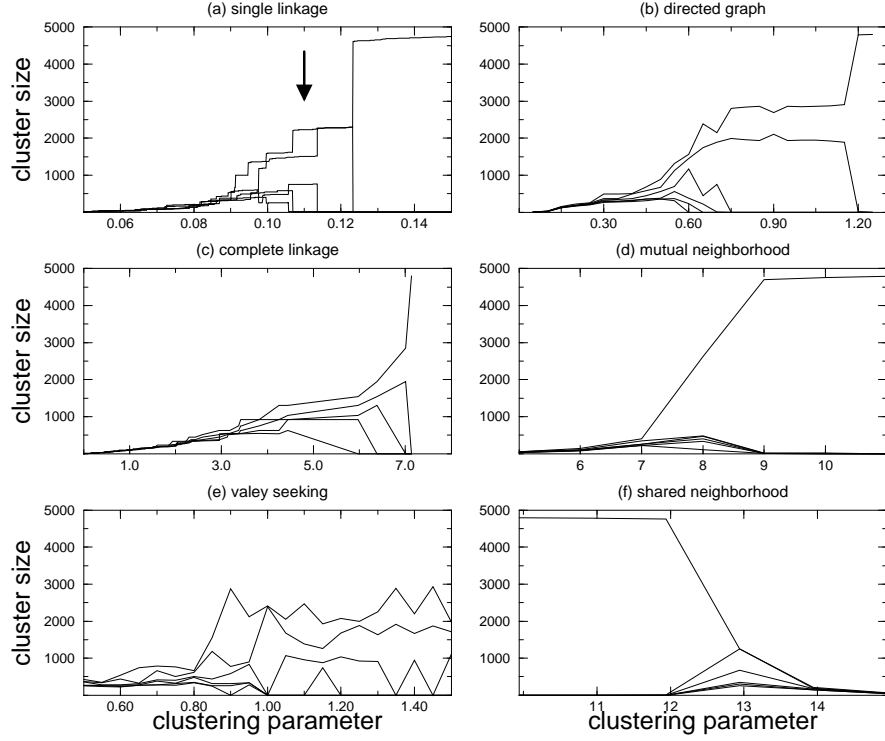 (a) single linkage
(b) directed graph
cluster size
5000
4000
3000
2000
1000
0.06 0.08 0.10 0.12 0.14
5000
4000
3000
2000
1000
0.30 0.60 0.90 1.20
(c) complete linkage
(d) mutual neighborhood
cluster size
5000
4000
3000
2000
1000
1.0 3.0 5.0 7.0
5000
4000
3000
2000
1000
6 7 8 9 10
(e) valey seeking
(f) shared neighborhood
cluster size
5000
4000
3000
2000
1000
0.60 0.80 1.00 1.20 1.40
clustering parameter
5000
4000
3000
2000
1000
11 12 13 14
clustering parameter